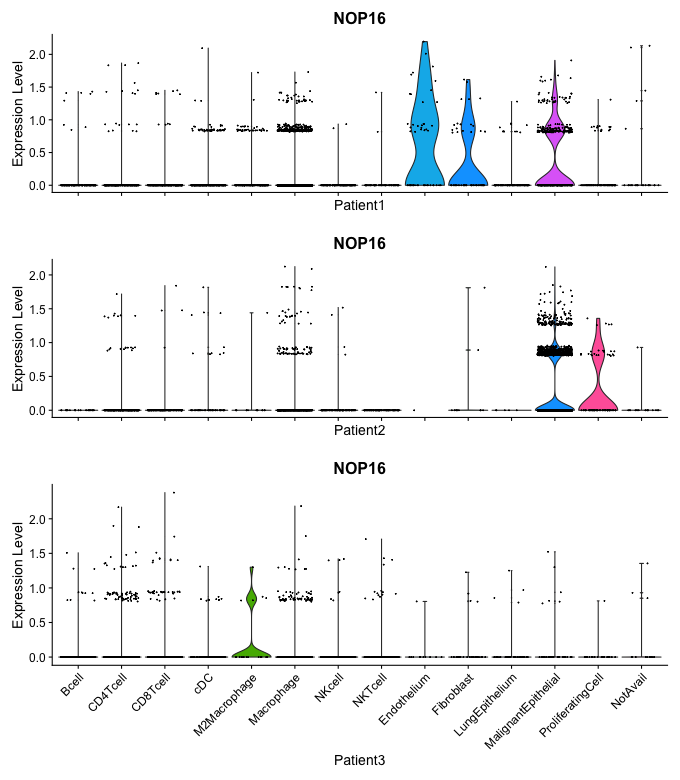 NOP16
Expression Level
2.0
1.5
1.0
0.5
0.0
Patient1
NOP16
Expression Level
2.0
1.5
1.0
0.5
0.0
Patient2
NOP16
Expression Level
2.0
1.5
1.0
0.5
0.0
Bcell
CD4Tcell
CD8Tcell
cDC
M2Macrophage
Macrophage
NKcell
NKTcell
Endothelium
Fibroblast
LungEpithelium
MalignantEpithelial
ProliferatingCell
NotAvail
Patient3